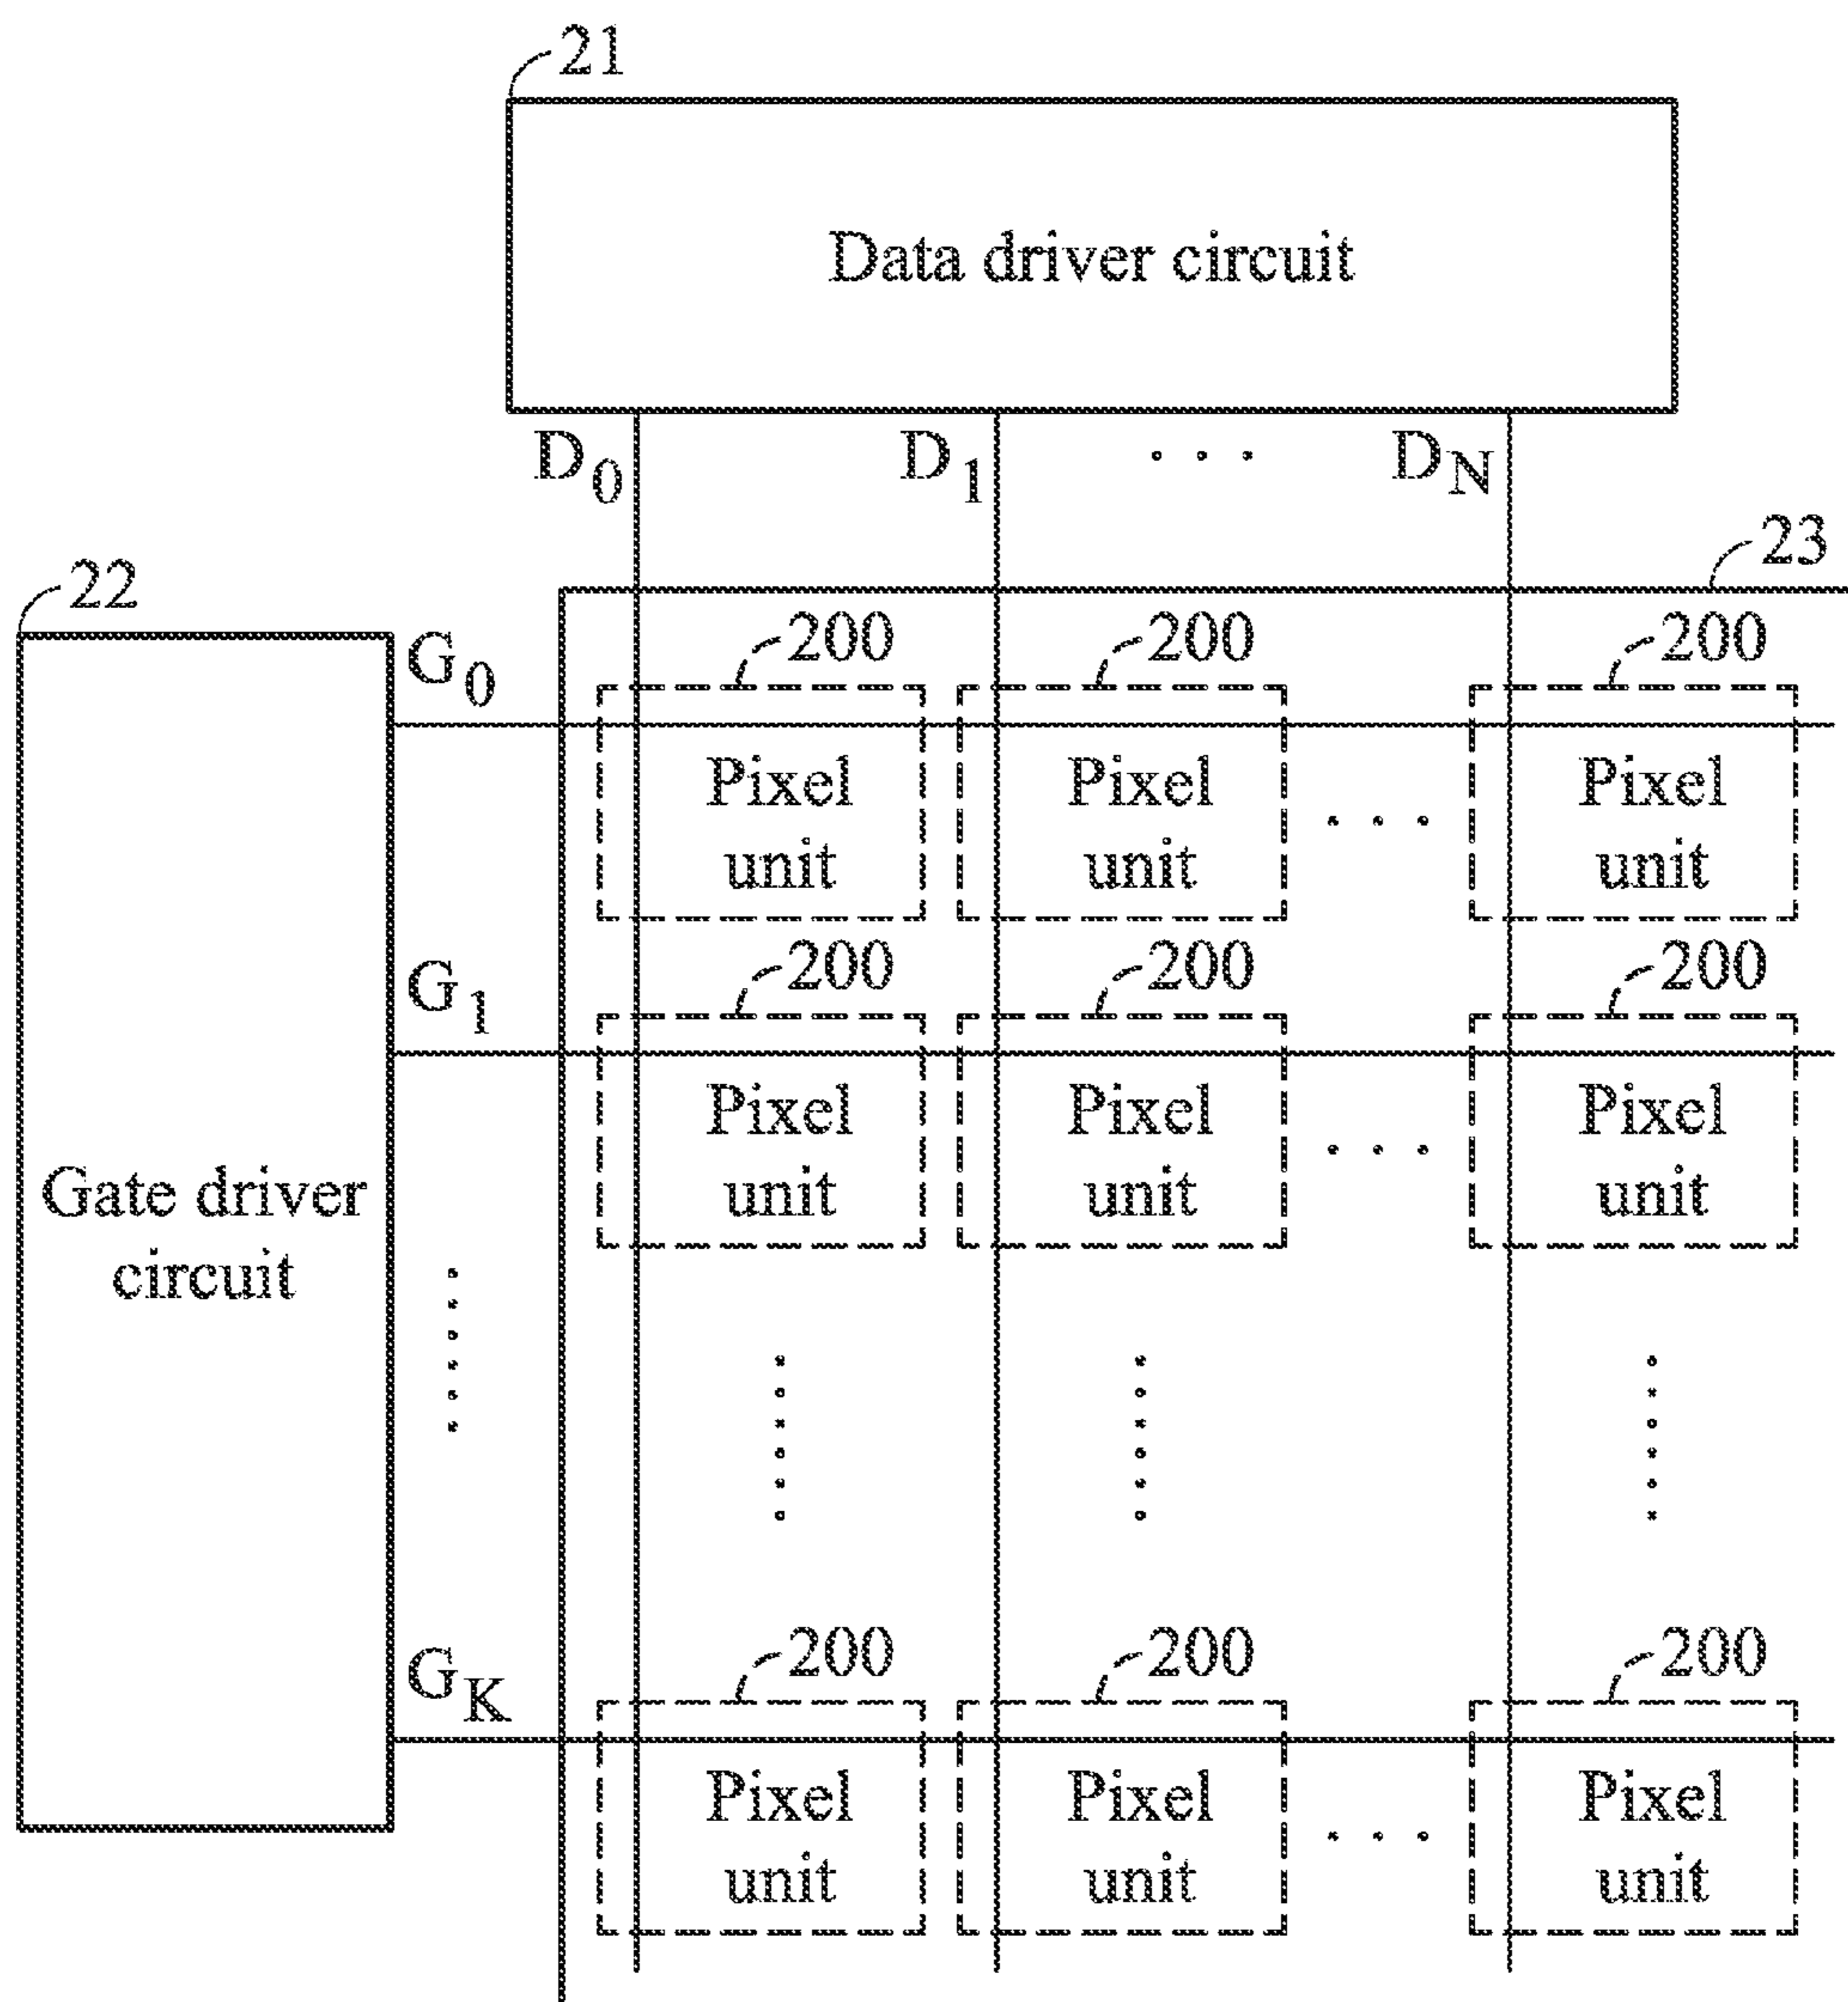 21
Data driver circuit
D0 D1 . . . DN
23
22
G0
200 200 200
Pixel unit Pixel unit . . . Pixel unit
G1
200 200 200
Pixel unit Pixel unit . . . Pixel unit
Gate driver
circuit
GK
200 200 200
Pixel unit Pixel unit . . . Pixel unit